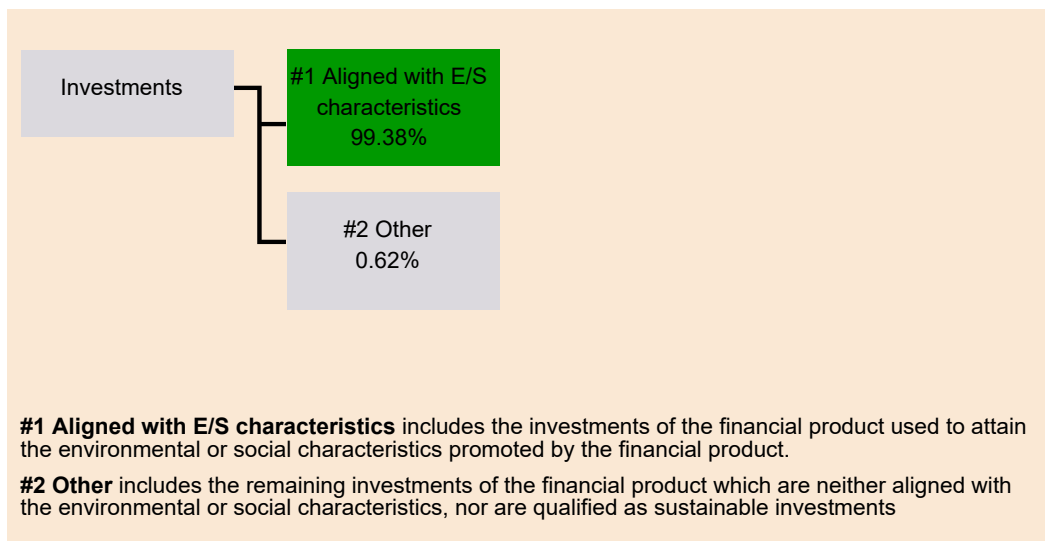 Investments
#1 Aligned with E/S
characteristics
99.38%
#2 Other
0.62%
#1 Aligned with E/S characteristics includes the investments of the financial product used to attain
the environmental or social characteristics promoted by the financial product.
#2 Other includes the remaining investments of the financial product which are neither aligned with
the environmental or social characteristics, nor are qualified as sustainable investments